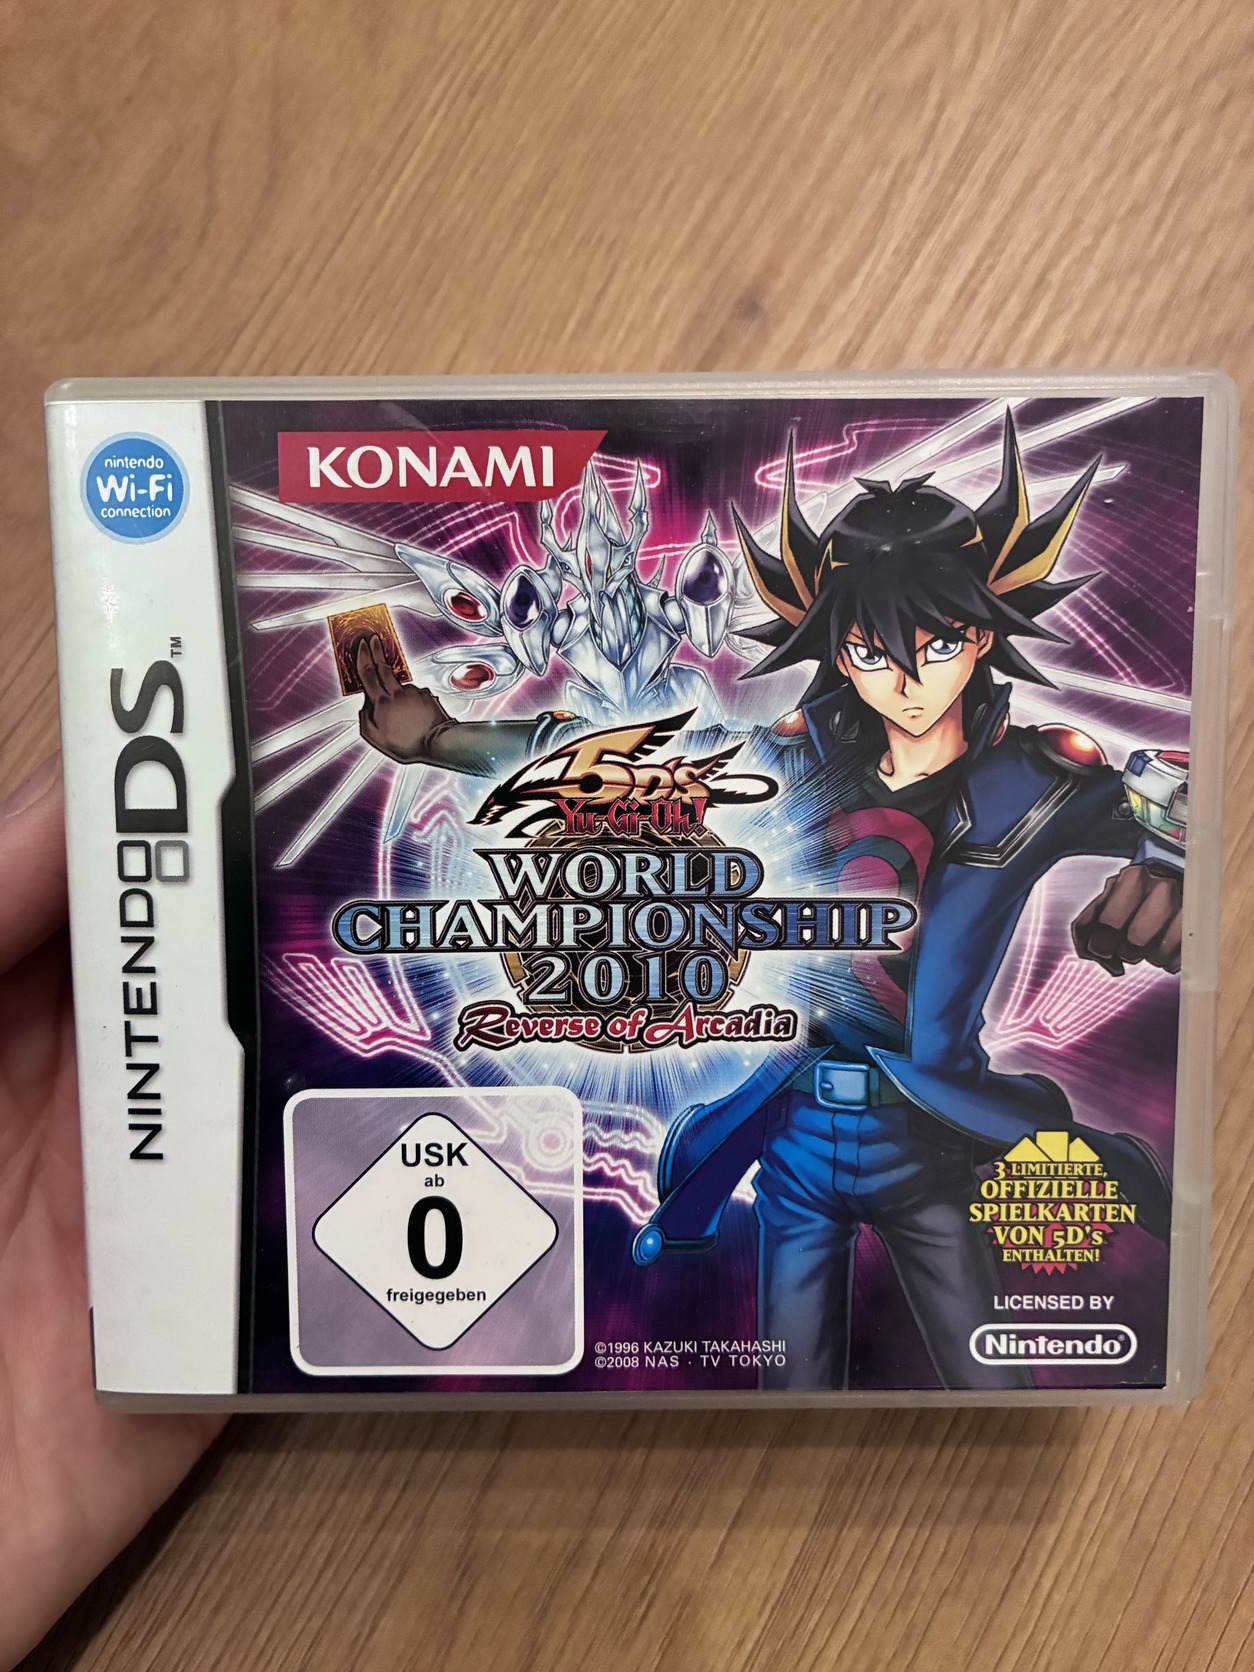 nintendo
Wi-Fi
connection
NINTENDO DS™
KONAMI
5D's
Yu-Gi-Oh!
WORLD
CHAMPIONSHIP
2010
Reverse of Arcadia
USK
ab
0
freigegeben
©1996 KAZUKI TAKAHASHI
©2008 NAS · TV TOKYO
3 LIMITIERTE,
OFFIZIELLE
SPIELKARTEN
VON 5D's
ENTHALTEN!
LICENSED BY
Nintendo®